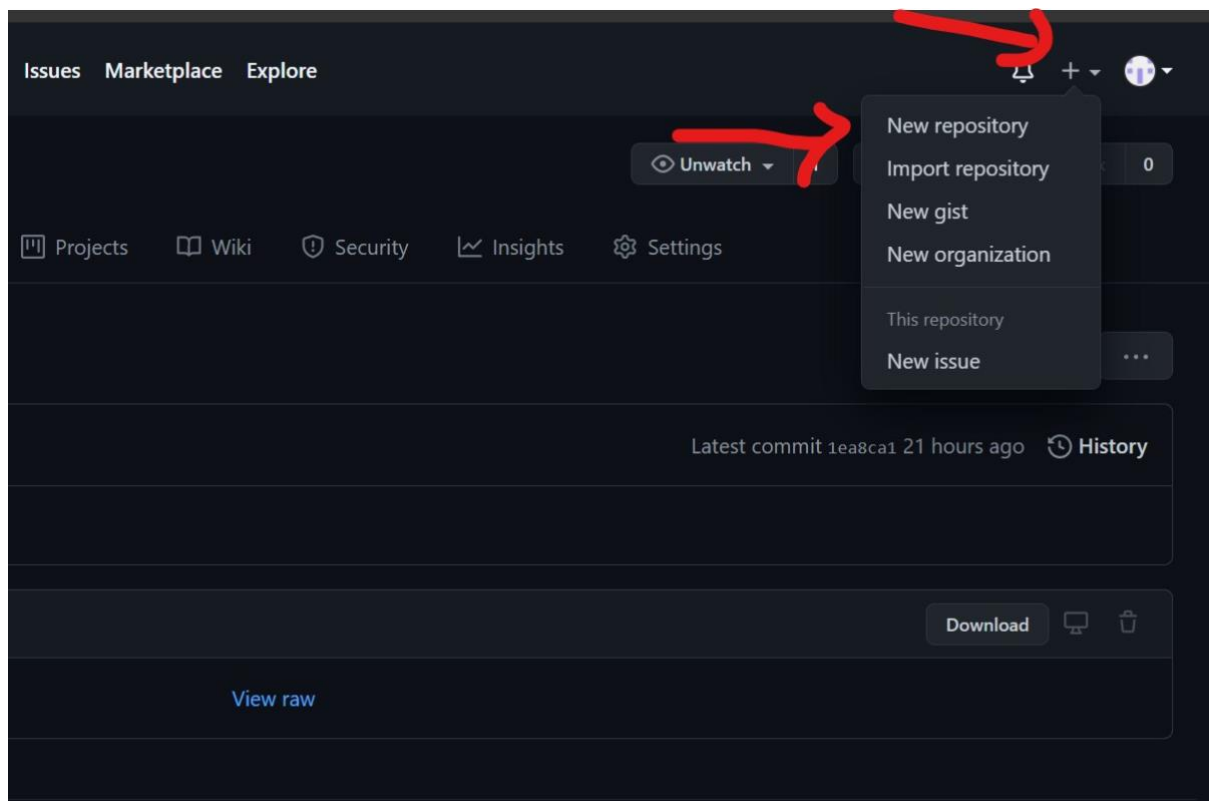 Issues Marketplace Explore
New repository
Unwatch 0
Import repository
New gist
Projects Wiki Security Insights Settings
New organization
This repository
New issue
Latest commit 1ea8ca1 21 hours ago History
Download
View raw